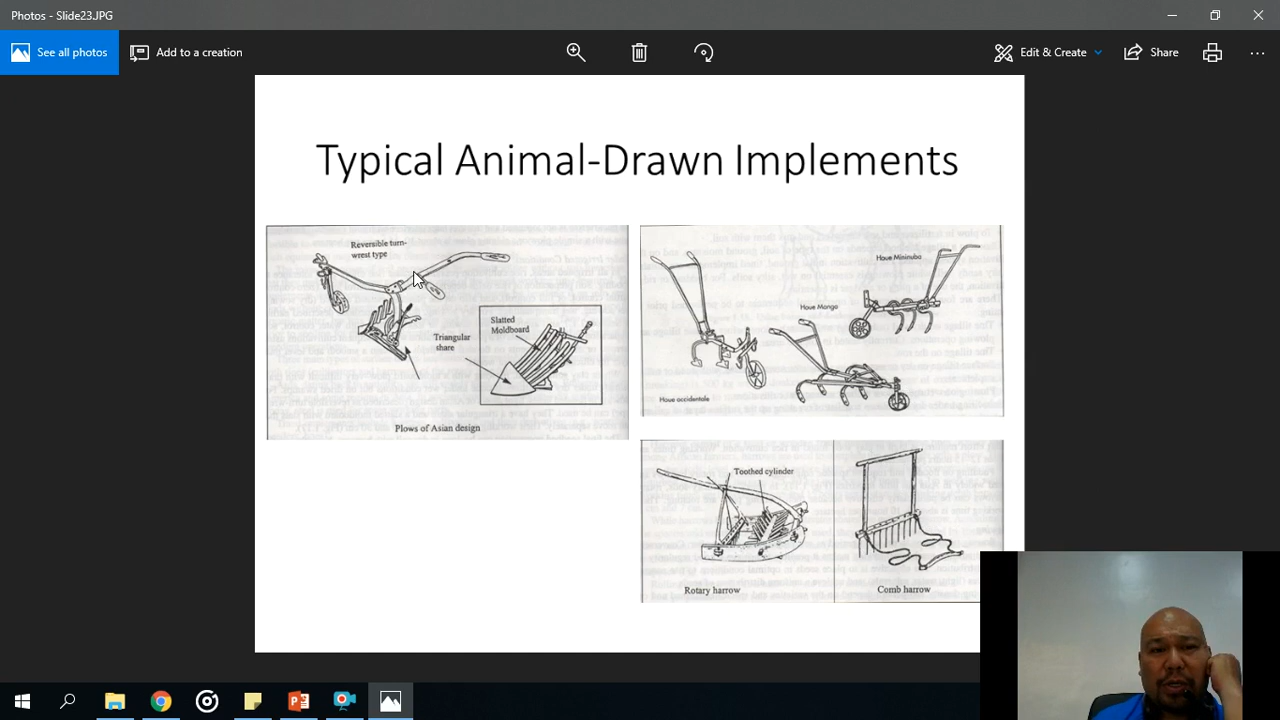 Photos - Slide23.JPG
See all photos
Add to a creation
Edit & Create
Share
Typical Animal-Drawn Implements
Reversible turn-
wrest type
Triangular
share
Slatted
Moldboard
Plows of Asian design
Houe occidentale
Houe Manga
Houe Mininuba
Toothed cylinder
Rotary harrow
Comb harrow